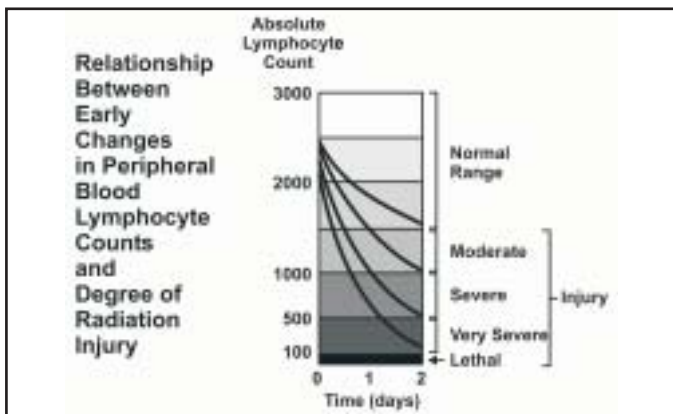 Relationship
Between
Early
Changes
in Peripheral
Blood
Lymphocyte
Counts
and
Degree of
Radiation
Injury
Absolute
Lymphocyte
Count
3000
2000
1000
500
100
0 1 2
Time (days)
Normal
Range
Moderate
Severe
Very Severe
Lethal
Injury